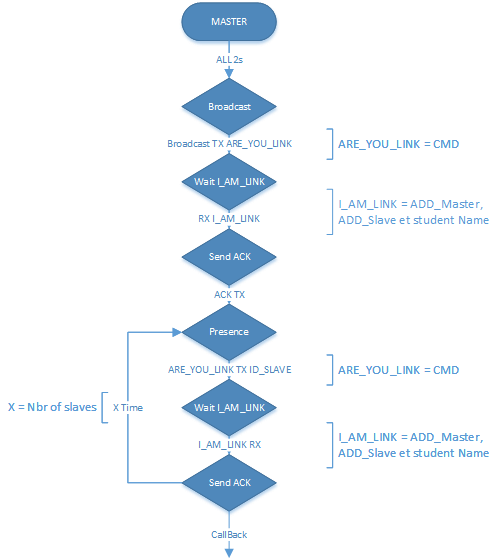 MASTER
ALL 2s
Broadcast
Broadcast TX ARE_YOU_LINK
ARE_YOU_LINK = CMD
Wait I_AM_LINK
I_AM_LINK = ADD_Master,
ADD_Slave et student Name
RX I_AM_LINK
Send ACK
ACK TX
Presence
ARE_YOU_LINK TX ID_SLAVE
ARE_YOU_LINK = CMD
Wait I_AM_LINK
X = Nbr of slaves
X Time
I_AM_LINK RX
I_AM_LINK = ADD_Master,
ADD_Slave et student Name
Send ACK
CallBack